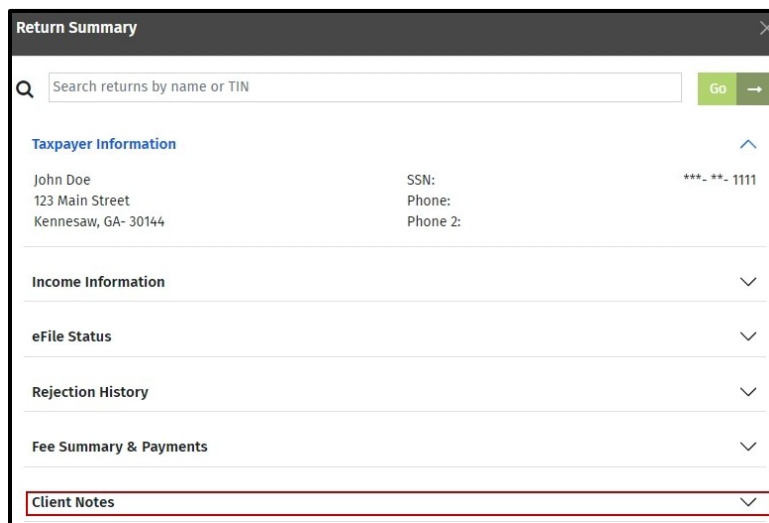 Return Summary
Search returns by name or TIN
Go →
Taxpayer Information
John Doe
123 Main Street
Kennesaw, GA- 30144
SSN: ***- **- 1111
Phone:
Phone 2:
Income Information
eFile Status
Rejection History
Fee Summary & Payments
Client Notes